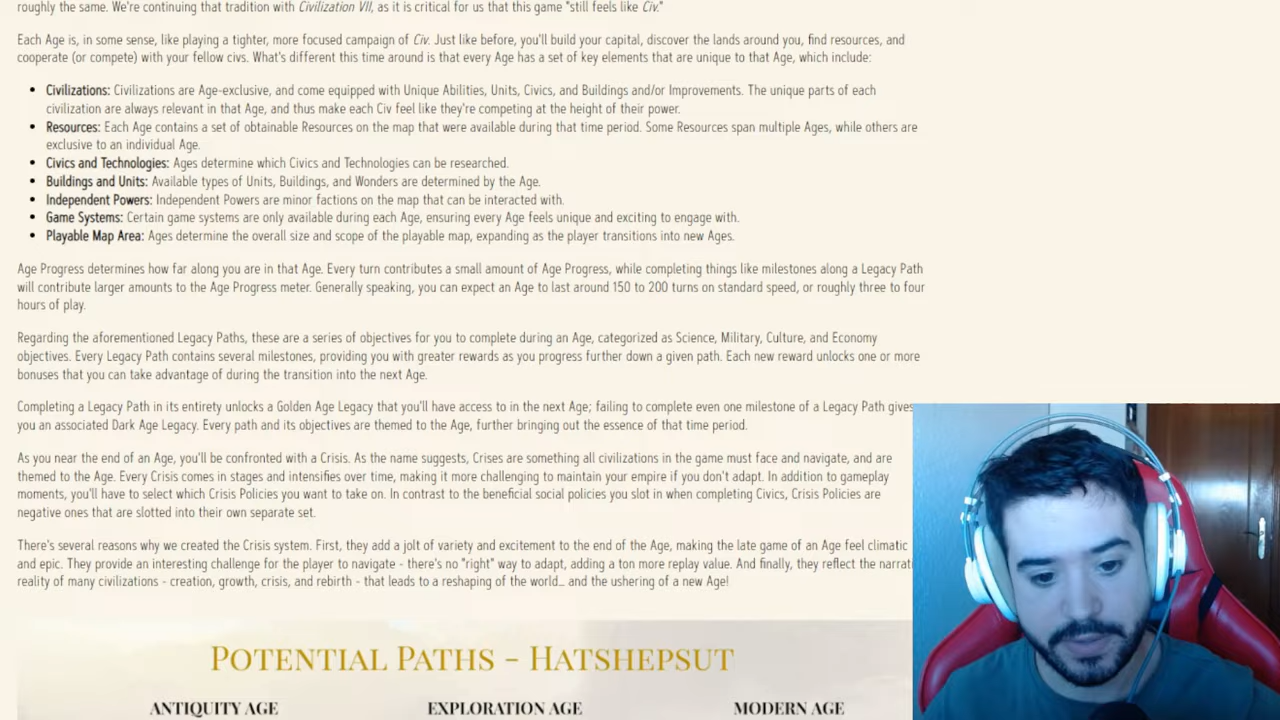 roughly the same. We're continuing that tradition with Civilization VII, as it is critical for us that this game "still feels like Civ."
Each Age is, in some sense, like playing a tighter, more focused campaign of Civ. Just like before, you'll build your capital, discover the lands around you, find resources, and
cooperate (or compete) with your fellow civs. What's different this time around is that every Age has a set of key elements that are unique to that Age, which include:
• Civilizations: Civilizations are Age-exclusive, and come equipped with Unique Abilities, Units, Civics, and Buildings and/or Improvements. The unique parts of each
civilization are always relevant in that Age, and thus make each Civ feel like they're competing at the height of their power.
• Resources: Each Age contains a set of obtainable Resources on the map that were available during that time period. Some Resources span multiple Ages, while others are
exclusive to an individual Age.
• Civics and Technologies: Ages determine which Civics and Technologies can be researched.
• Buildings and Units: Available types of Units, Buildings, and Wonders are determined by the Age.
• Independent Powers: Independent Powers are minor factions on the map that can be interacted with.
• Game Systems: Certain game systems are only available during each Age, ensuring every Age feels unique and exciting to engage with.
• Playable Map Area: Ages determine the overall size and scope of the playable map, expanding as the player transitions into new Ages.
Age Progress determines how far along you are in that Age. Every turn contributes a small amount of Age Progress, while completing things like milestones along a Legacy Path
will contribute larger amounts to the Age Progress meter. Generally speaking, you can expect an Age to last around 150 to 200 turns on standard speed, or roughly three to four
hours of play.
Regarding the aforementioned Legacy Paths, these are a series of objectives for you to complete during an Age, categorized as Science, Military, Culture, and Economy
objectives. Every Legacy Path contains several milestones, providing you with greater rewards as you progress further down a given path. Each new reward unlocks one or more
bonuses that you can take advantage of during the transition into the next Age.
Completing a Legacy Path in its entirety unlocks a Golden Age Legacy that you'll have access to in the next Age; failing to complete even one milestone of a Legacy Path gives
you an associated Dark Age Legacy. Every path and its objectives are themed to the Age, further bringing out the essence of that time period.
As you near the end of an Age, you'll be confronted with a Crisis. As the name suggests, Crises are something all civilizations in the game must face and navigate, and are
themed to the Age. Every Crisis comes in stages and intensifies over time, making it more challenging to maintain your empire if you don't adapt. In addition to gameplay
moments, you'll have to select which Crisis Policies you want to take on. In contrast to the beneficial social policies you slot in when completing Civics, Crisis Policies are
negative ones that are slotted into their own separate set.
There's several reasons why we created the Crisis system. First, they add a jolt of variety and excitement to the end of the Age, making the late game of an Age feel climatic
and epic. They provide an interesting challenge for the player to navigate - there's no "right" way to adapt, adding a ton more replay value. And finally, they reflect the narrati
reality of many civilizations - creation, growth, crisis, and rebirth - that leads to a reshaping of the world... and the ushering of a new Age!
POTENTIAL PATHS - HATSHEPSUT
ANTIQUITY AGE EXPLORATION AGE MODERN AGE